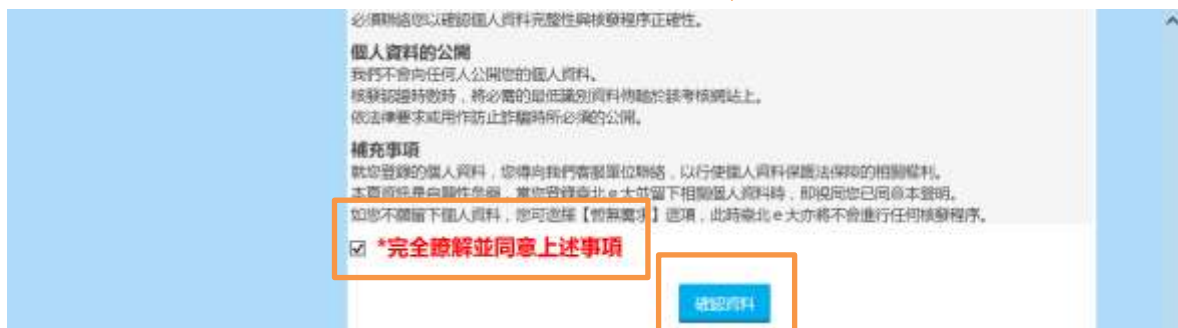 必須聯絡您以確認個人資料完整性與核發程序正確性。
個人資料的公開
我們不會向任何人公開您的個人資料。
核發認證時數時，將必需的最低識別資料傳輸於該考核網站上。
依法律要求或用作防止詐騙時所必須的公開。
補充事項
就您登錄的個人資料，您得向我們客服單位聯絡，以行使個人資料保護法保障的相關權利。
本頁資訊是自願性參與，當您登錄臺北e大並留下相關個人資料時，即視同您已同意本聲明。
如您不願留下個人資料，您可選擇【暫無需求】選項，此時臺北e大亦將不會進行任何核發程序。
*完全瞭解並同意上述事項
確認資料